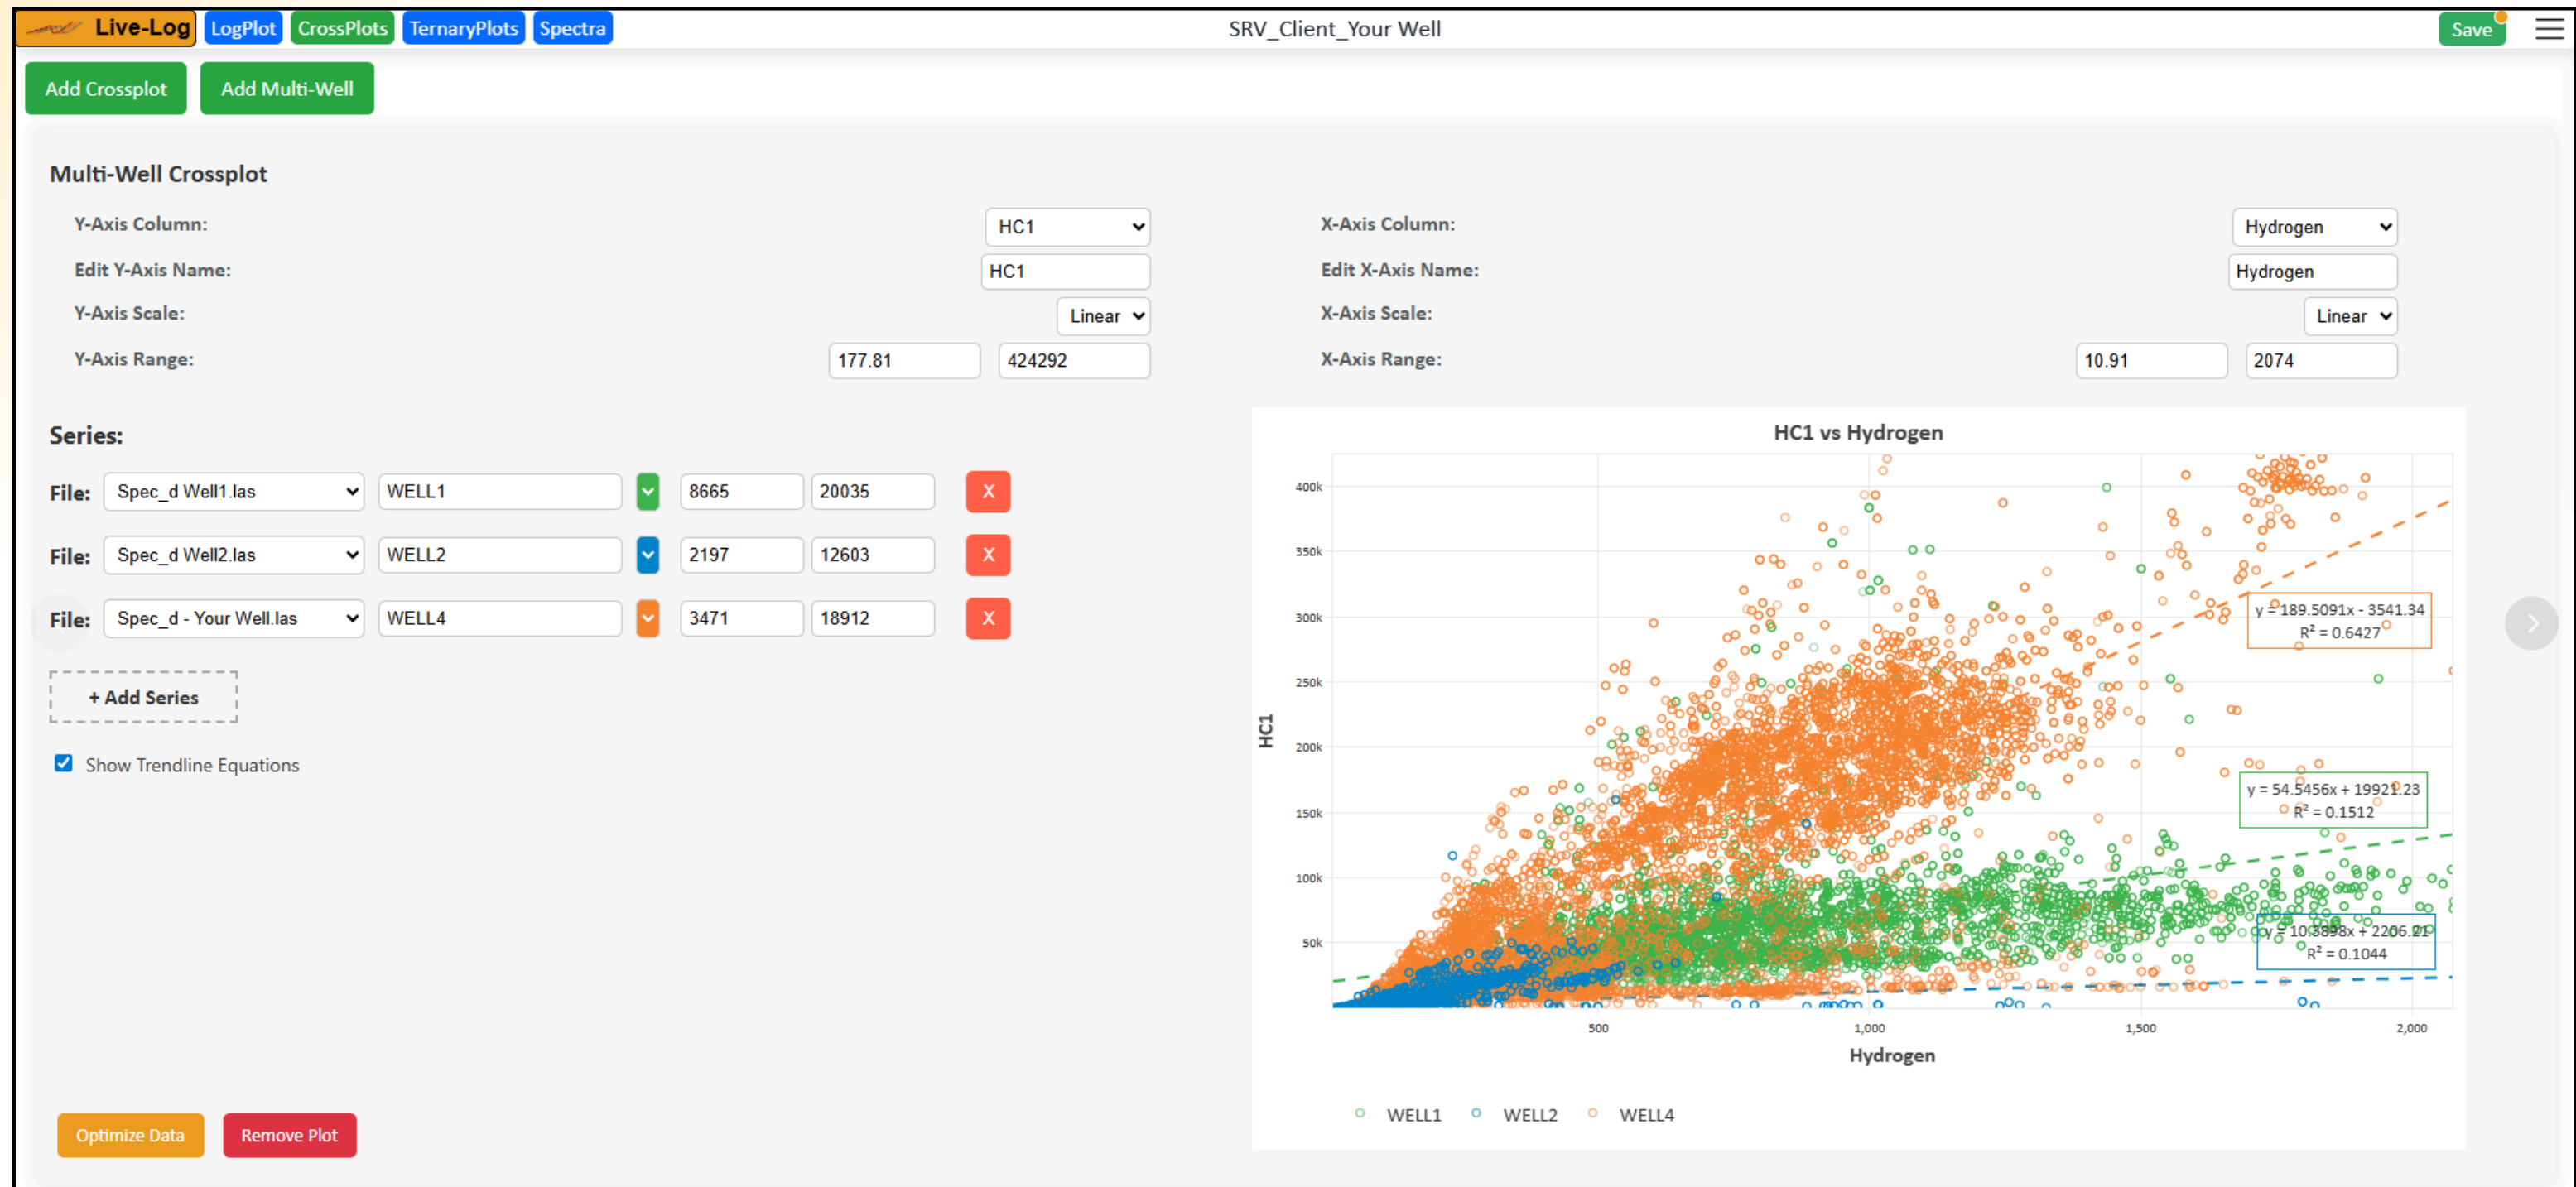 Live-Log LogPlot CrossPlots TernaryPlots Spectra SRV_Client_Your Well Save
Add Crossplot Add Multi-Well
Multi-Well Crossplot
Y-Axis Column: HC1 X-Axis Column: Hydrogen
Edit Y-Axis Name: HC1 Edit X-Axis Name: Hydrogen
Y-Axis Scale: Linear X-Axis Scale: Linear
Y-Axis Range: 177.81 424292 X-Axis Range: 10.91 2074
Series:
File: Spec_d Well1.las WELL1 8665 20035 X
File: Spec_d Well2.las WELL2 2197 12603 X
File: Spec_d - Your Well.las WELL4 3471 18912 X
+ Add Series
Show Trendline Equations
Optimize Data Remove Plot
HC1 vs Hydrogen
400k
350k
300k
250k
200k
150k
100k
50k
HC1
y = 189.5091x - 3541.34
R² = 0.6427
y = 54.5456x + 19921.23
R² = 0.1512
y = 10.3898x + 2206.21
R² = 0.1044
500 1,000 1,500 2,000
Hydrogen
WELL1 WELL2 WELL4